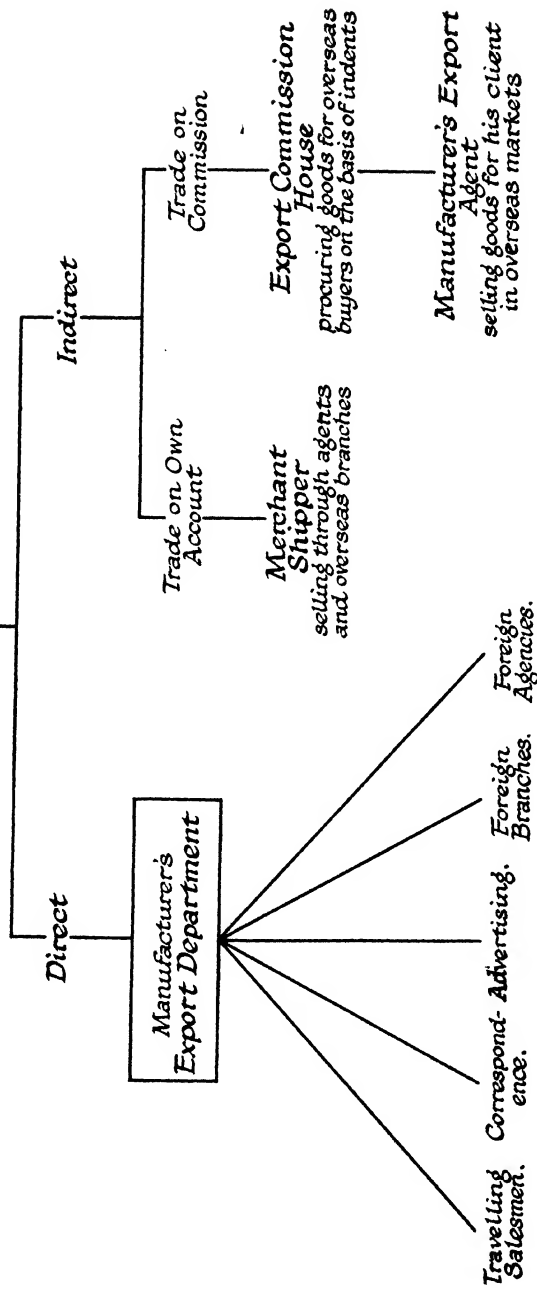 Direct
Indirect
Manufacturer's
Export Department
Trade on Own
Account
Trade on
Commission
Merchant
Shipper
selling through agents
and overseas branches
Export Commission
House
procuring goods for overseas
buyers on the basis of indents
Manufacturer's Export
Agent
selling goods for his client
in overseas markets
Travelling
Salesmen.
Correspond-
ence.
Advertising.
Foreign
Branches.
Foreign
Agencies.